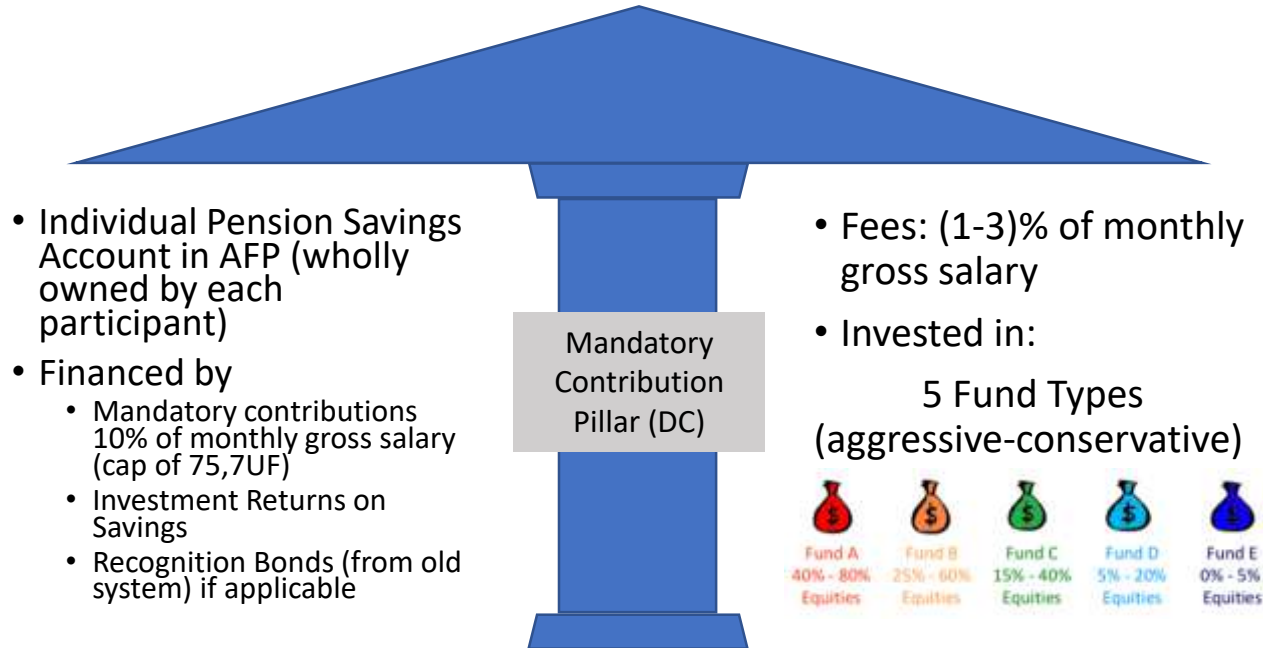 • Individual Pension Savings
Account in AFP (wholly
owned by each
participant)
• Financed by
• Mandatory contributions
10% of monthly gross salary
(cap of 75,7UF)
• Investment Returns on
Savings
• Recognition Bonds (from old
system) if applicable
Mandatory
Contribution
Pillar (DC)
• Fees: (1-3)% of monthly
gross salary
• Invested in:
5 Fund Types
(aggressive-conservative)
$ $ $ $ $
Fund A Fund B Fund C Fund D Fund E
40% - 80% 25% - 60% 15% - 40% 5% - 20% 0% - 5%
Equities Equities Equities Equities Equities